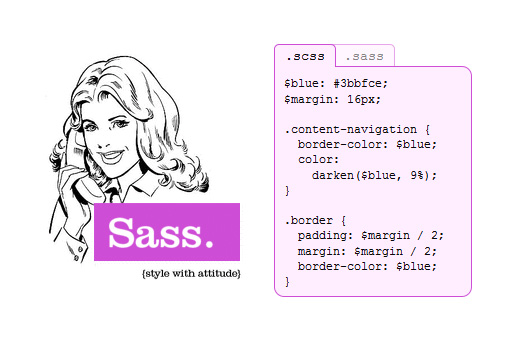 Sass.
{style with attitude}
.scss .sass
$blue: #3bbfce;
$margin: 16px;

.content-navigation {
  border-color: $blue;
  color:
    darken($blue, 9%);
}

.border {
  padding: $margin / 2;
  margin: $margin / 2;
  border-color: $blue;
}